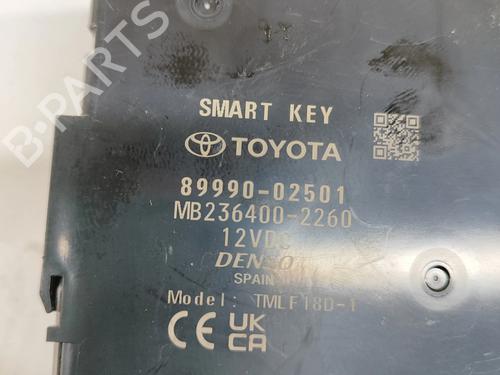 B-PARTS
SMART KEY
TOYOTA
89990-02501
MB236400-2260
12VDC
DENSO
SPAIN
Model: TMLF18D-1
CE UK
CA